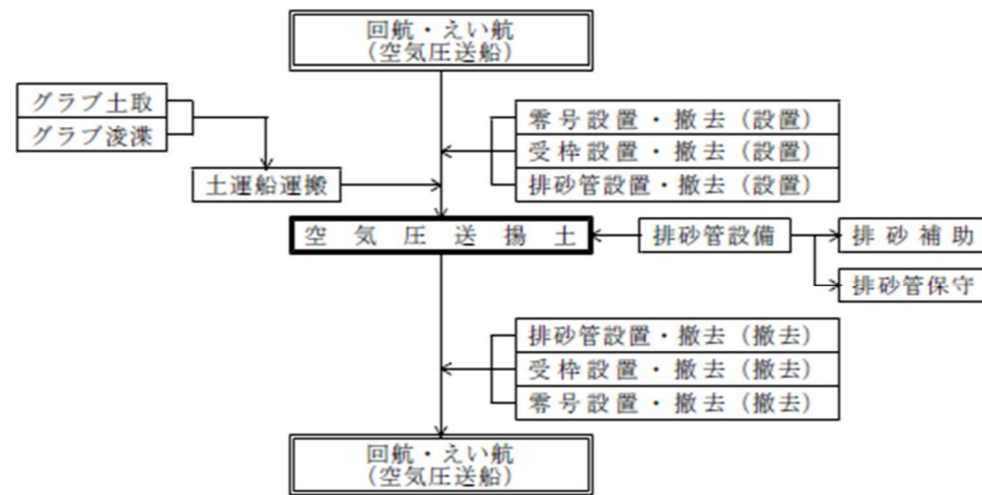 回航・えい航
(空気圧送船)
グラブ土取
グラブ浚渫
零号設置・撤去(設置)
受枠設置・撤去(設置)
排砂管設置・撤去(設置)
土運船運搬
空気圧送揚土
排砂管設備
排砂補助
排砂管保守
排砂管設置・撤去(撤去)
受枠設置・撤去(撤去)
零号設置・撤去(撤去)
回航・えい航
(空気圧送船)